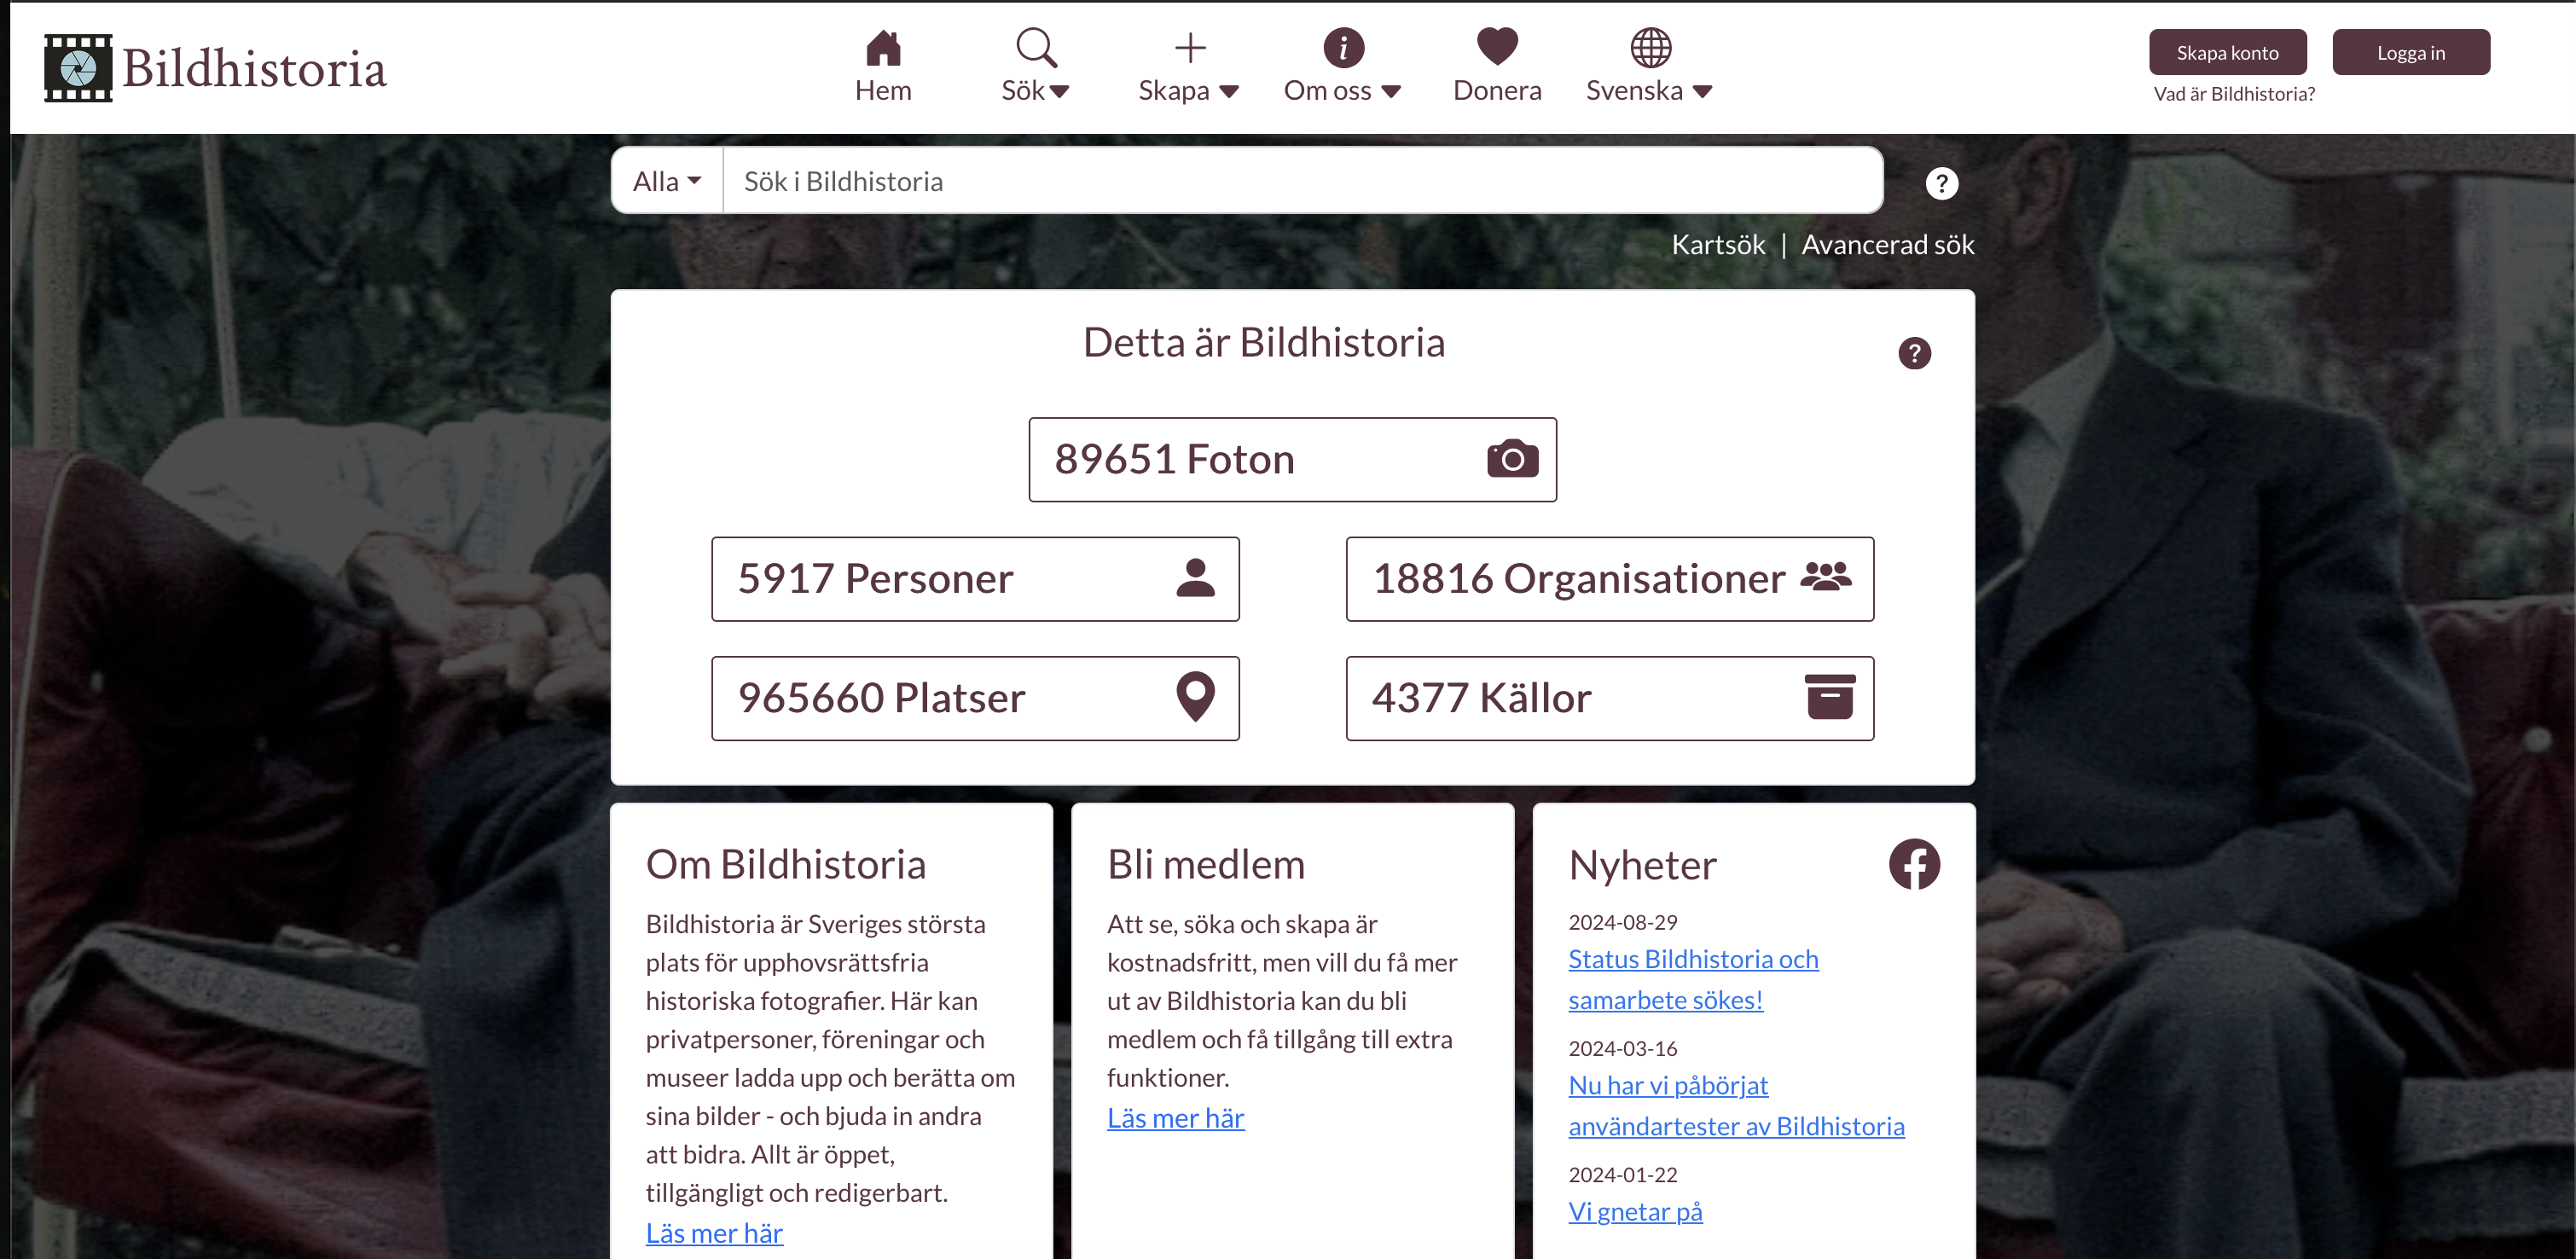 Bildhistoria
Hem
Sök
Skapa
Om oss
Donera
Svenska
Skapa konto
Logga in
Vad är Bildhistoria?
Alla
Sök i Bildhistoria
?
Kartsök | Avancerad sök
Detta är Bildhistoria
?
89651 Foton
5917 Personer
18816 Organisationer
965660 Platser
4377 Källor
Om Bildhistoria
Bildhistoria är Sveriges största
plats för upphovsrättsfria
historiska fotografier. Här kan
privatpersoner, föreningar och
museer ladda upp och berätta om
sina bilder - och bjuda in andra
att bidra. Allt är öppet,
tillgängligt och redigerbart.
Läs mer här
Bli medlem
Att se, söka och skapa är
kostnadsfritt, men vill du få mer
ut av Bildhistoria kan du bli
medlem och få tillgång till extra
funktioner.
Läs mer här
Nyheter
2024-08-29
Status Bildhistoria och
samarbete sökes!
2024-03-16
Nu har vi påbörjat
användartester av Bildhistoria
2024-01-22
Vi gnetar på